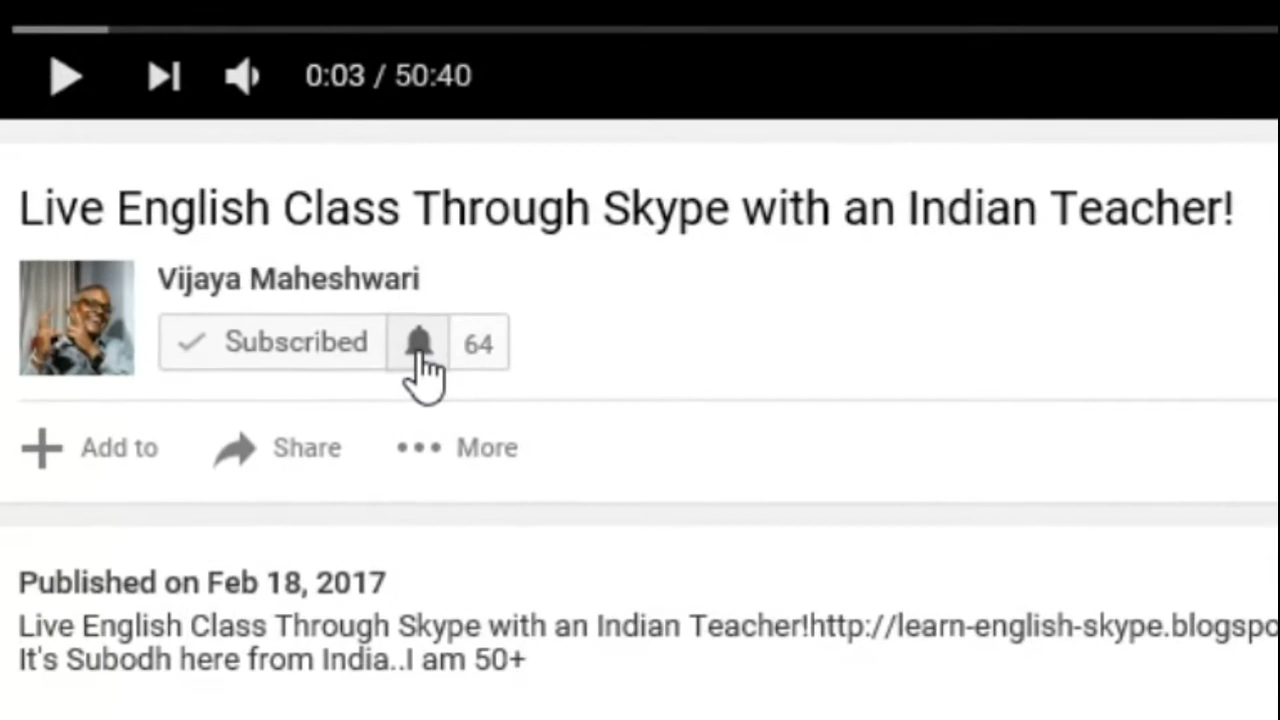 0:03 / 50:40
Live English Class Through Skype with an Indian Teacher!
Vijaya Maheshwari
Subscribed 64
Add to Share More
Published on Feb 18, 2017
Live English Class Through Skype with an Indian Teacher!http://learn-english-skype.blogspo
It's Subodh here from India..I am 50+